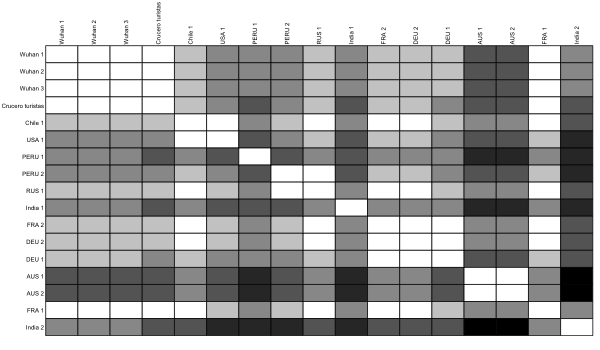 Wuhan 1
Wuhan 2
Wuhan 3
Crucero turistas
Chile 1
USA 1
PERU 1
PERU 2
RUS 1
India 1
FRA 2
DEU 2
DEU 1
AUS 1
AUS 2
FRA 1
India 2
Wuhan 1
Wuhan 2
Wuhan 3
Crucero turistas
Chile 1
USA 1
PERU 1
PERU 2
RUS 1
India 1
FRA 2
DEU 2
DEU 1
AUS 1
AUS 2
FRA 1
India 2